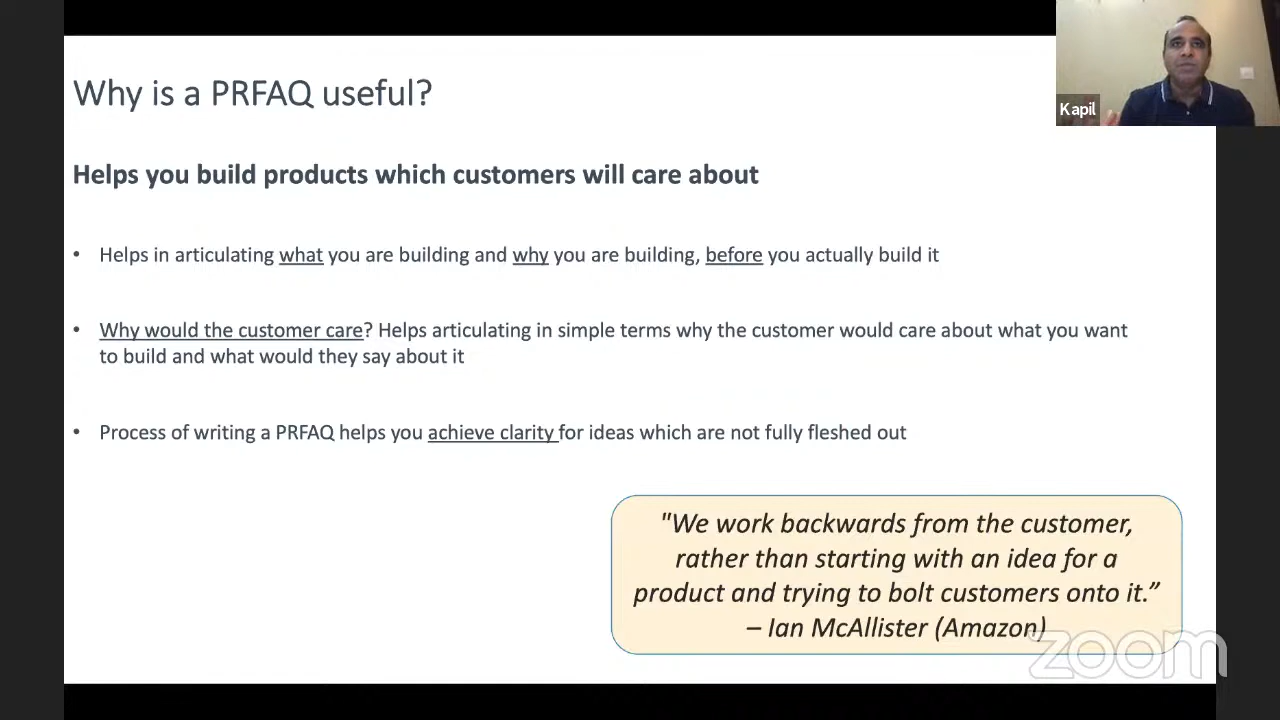 Why is a PRFAQ useful?
Kapil
Helps you build products which customers will care about
• Helps in articulating what you are building and why you are building, before you actually build it
• Why would the customer care? Helps articulating in simple terms why the customer would care about what you want
to build and what would they say about it
• Process of writing a PRFAQ helps you achieve clarity for ideas which are not fully fleshed out
"We work backwards from the customer,
rather than starting with an idea for a
product and trying to bolt customers onto it.”
– Ian McAllister (Amazon)
zoom